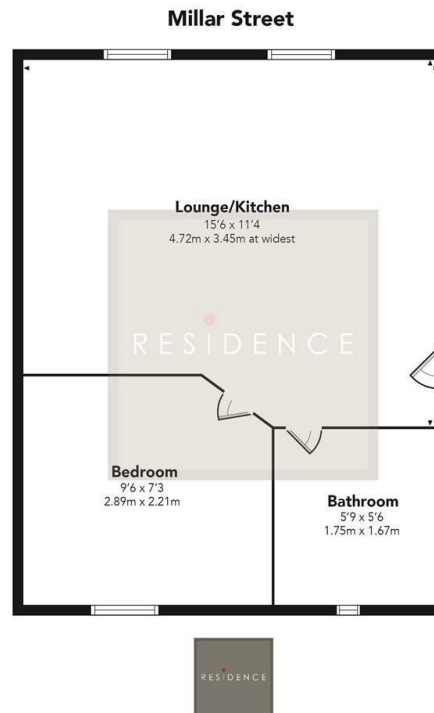 Millar Street
Lounge/Kitchen
15'6 x 11'4
4.72m x 3.45m at widest
RESIDENCE
Bedroom
9'6 x 7'3
2.89m x 2.21m
Bathroom
5'9 x 5'6
1.75m x 1.67m
RESIDENCE